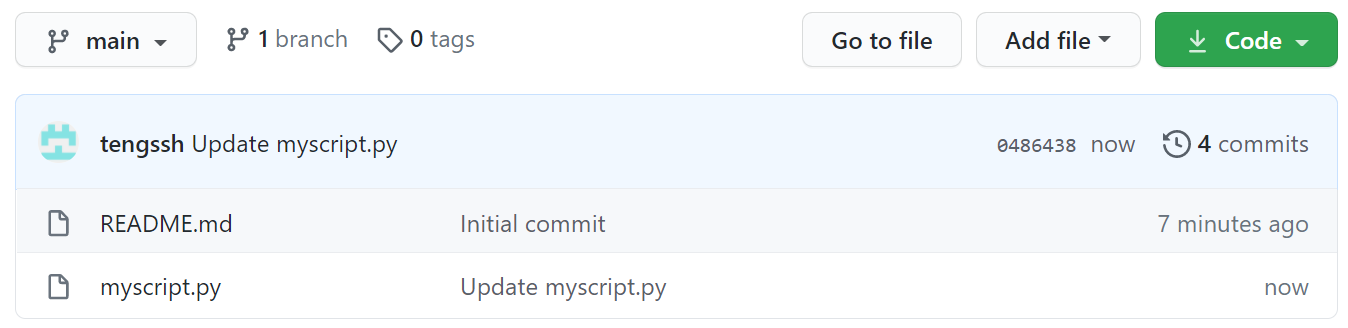 main 1 branch 0 tags Go to file Add file Code
tengssh Update myscript.py 0486438 now 4 commits
README.md Initial commit 7 minutes ago
myscript.py Update myscript.py now